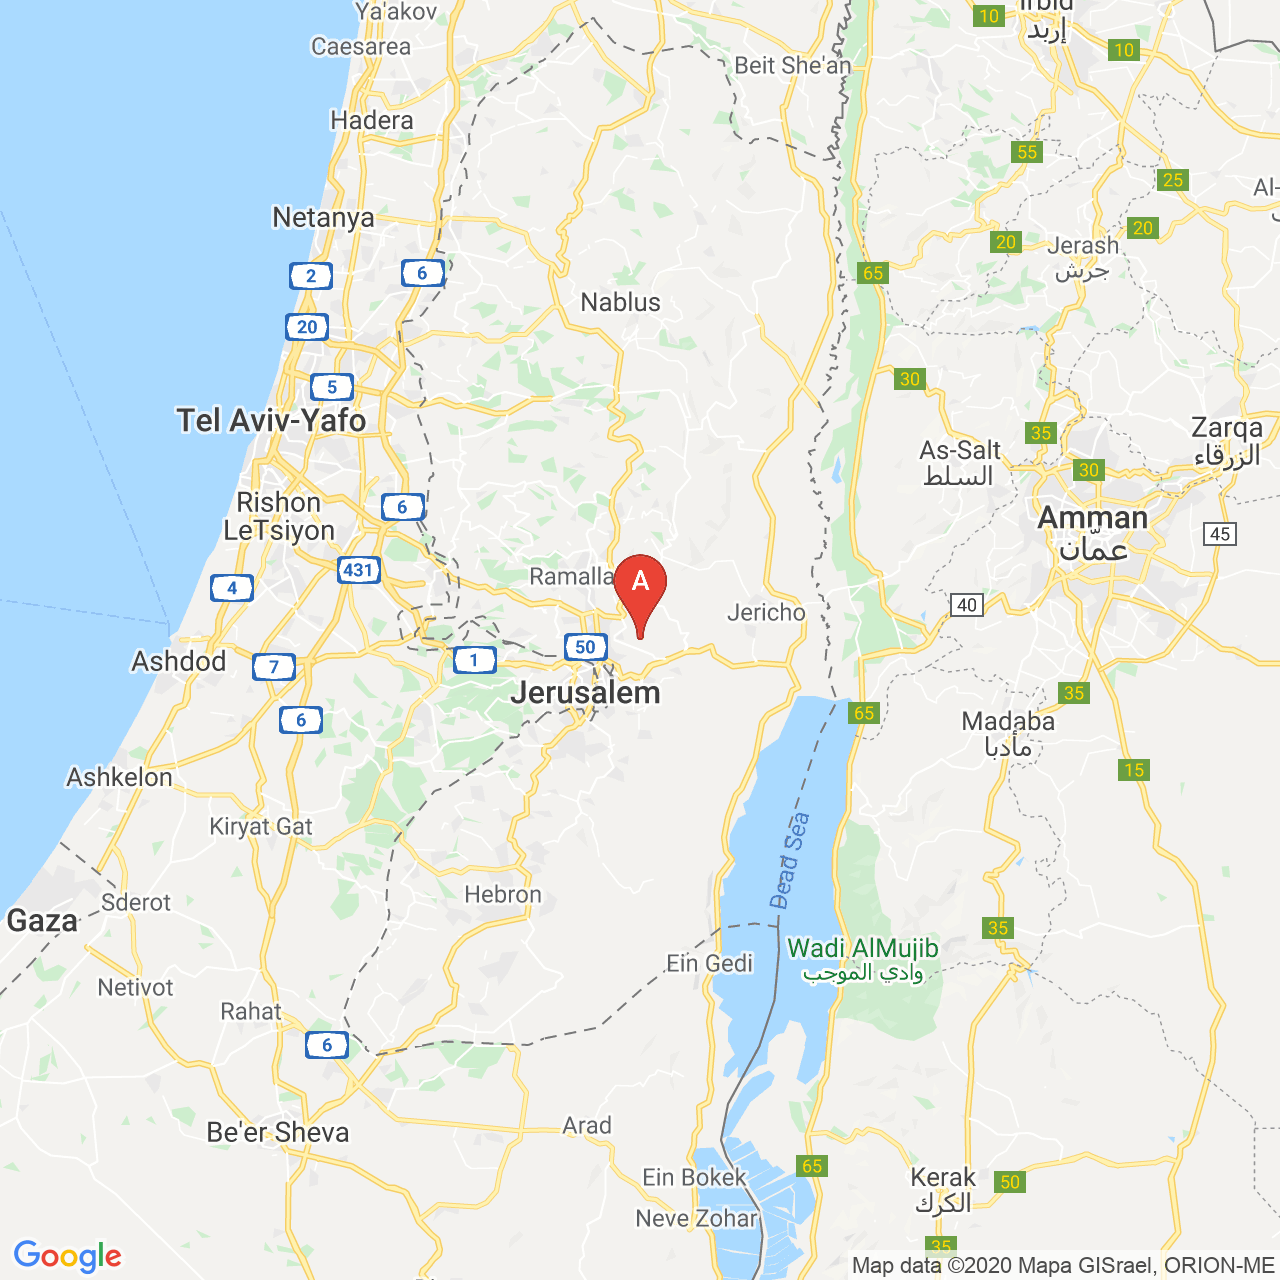 Ya'akov
Irbid
إربد
10
Caesarea
10
Beit She'an
Hadera
55
25
Al-
Netanya
20
20
Jerash
جرش
2
6
65
Nablus
20
5
30
Tel Aviv-Yafo
Zarqa
الزرقاء
35
As-Salt
السلط
30
Rishon
LeTsiyon
6
Amman
عمّان
45
431
Ramalla
A
4
40
Jericho
50
Ashdod
7
1
Jerusalem
35
65
6
Madaba
مأدبا
15
Ashkelon
Kiryat Gat
Dead Sea
Hebron
Sderot
Gaza
35
Wadi AlMujib
وادي الموجب
Ein Gedi
Netivot
Rahat
6
Arad
Be'er Sheva
65
Ein Bokek
Kerak
الكرك
50
Neve Zohar
35
Google
Map data ©2020 Mapa GISrael, ORION-ME